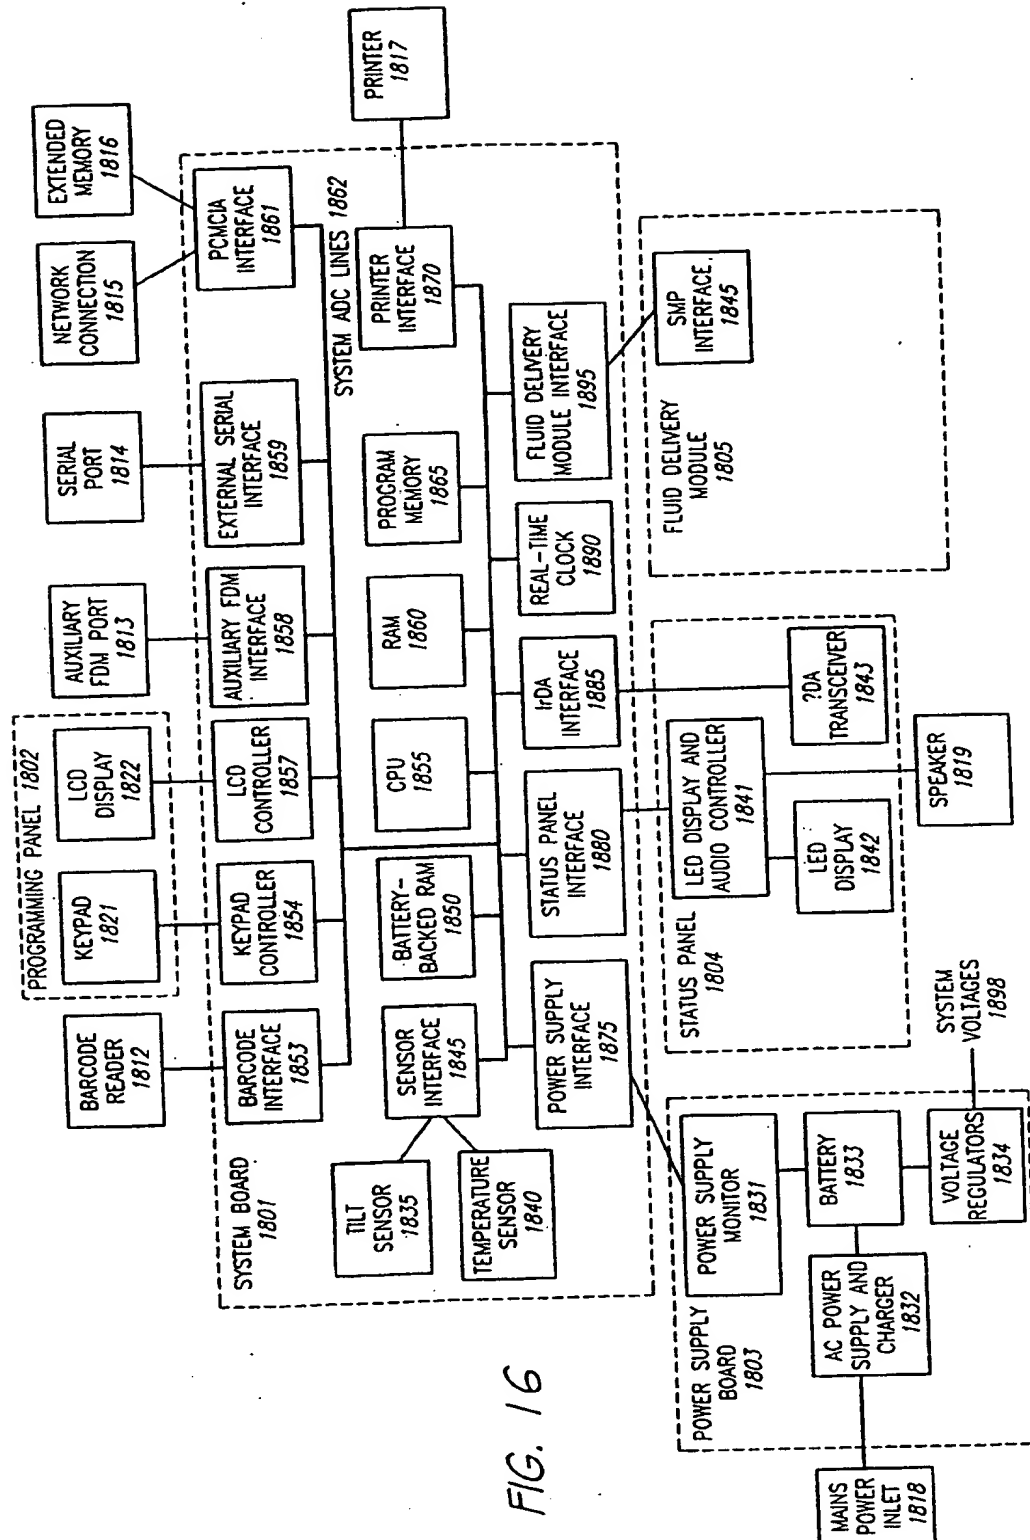 BARCODE
READER
1812
PROGRAMMING PANEL 1802
KEYPAD
1821
LCD
DISPLAY
1822
AUXILIARY
FDM PORT
1813
SERIAL
PORT
1814
NETWORK
CONNECTION
1815
EXTENDED
MEMORY
1816
SYSTEM BOARD
1801
BARCODE
INTERFACE
1853
KEYPAD
CONTROLLER
1854
LCD
CONTROLLER
1857
AUXILIARY FDM
INTERFACE
1858
EXTERNAL SERIAL
INTERFACE
1859
PCMCIA
INTERFACE
1861
SYSTEM ADC LINES 1862
TILT
SENSOR
1835
TEMPERATURE
SENSOR
1840
SENSOR
INTERFACE
1845
BATTERY-
BACKED RAM
1850
CPU
1855
RAM
1860
PROGRAM
MEMORY
1865
PRINTER
INTERFACE
1870
PRINTER
1817
POWER SUPPLY
INTERFACE
1875
STATUS PANEL
INTERFACE
1880
IrDA
INTERFACE
1885
REAL-TIME
CLOCK
1890
FLUID DELIVERY
MODULE INTERFACE
1895
POWER SUPPLY
BOARD
1803
POWER SUPPLY
MONITOR
1831
MAINS
POWER
INLET
1818
AC POWER
SUPPLY AND
CHARGER
1832
BATTERY
1833
VOLTAGE
REGULATORS
1834
SYSTEM
VOLTAGES
1898
STATUS PANEL
1804
LED DISPLAY AND
AUDIO CONTROLLER
1841
LED
DISPLAY
1842
?DA
TRANSCEIVER
1843
SPEAKER
1819
FLUID DELIVERY
MODULE
1805
SMP
INTERFACE.
1845
FIG. 16